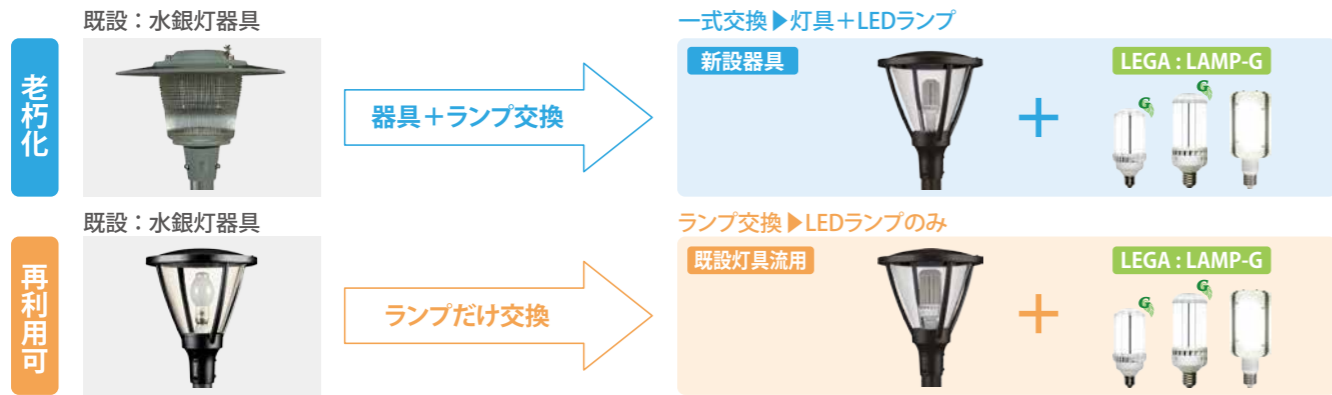 既設：水銀灯器具
一式交換▶灯具＋LEDランプ
老朽化
器具＋ランプ交換
新設器具
＋
LEGA : LAMP-G
G
G
既設：水銀灯器具
ランプ交換▶LEDランプのみ
再利用可
ランプだけ交換
既設灯具流用
＋
LEGA : LAMP-G
G
G